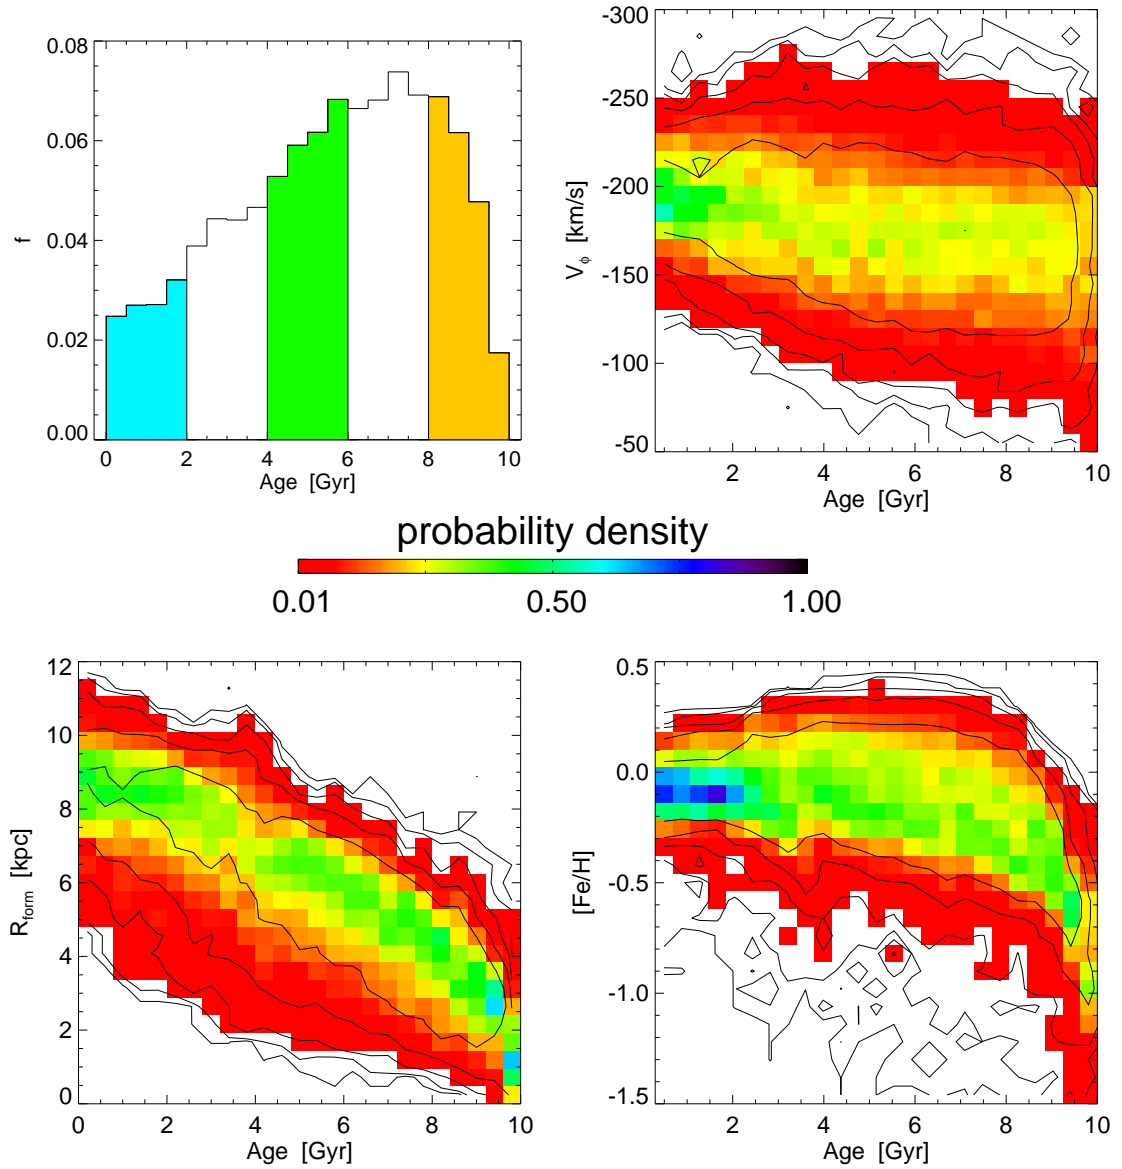 0.08
0.06
0.04
0.02
0.00
f
0 2 4 6 8 10
Age [Gyr]
-300
-250
-200
-150
-100
-50
Vϕ [km/s]
2 4 6 8 10
Age [Gyr]
probability density
0.01 0.50 1.00
12
10
8
6
4
2
0
Rform [kpc]
0 2 4 6 8 10
Age [Gyr]
0.5
0.0
-0.5
-1.0
-1.5
[Fe/H]
2 4 6 8 10
Age [Gyr]